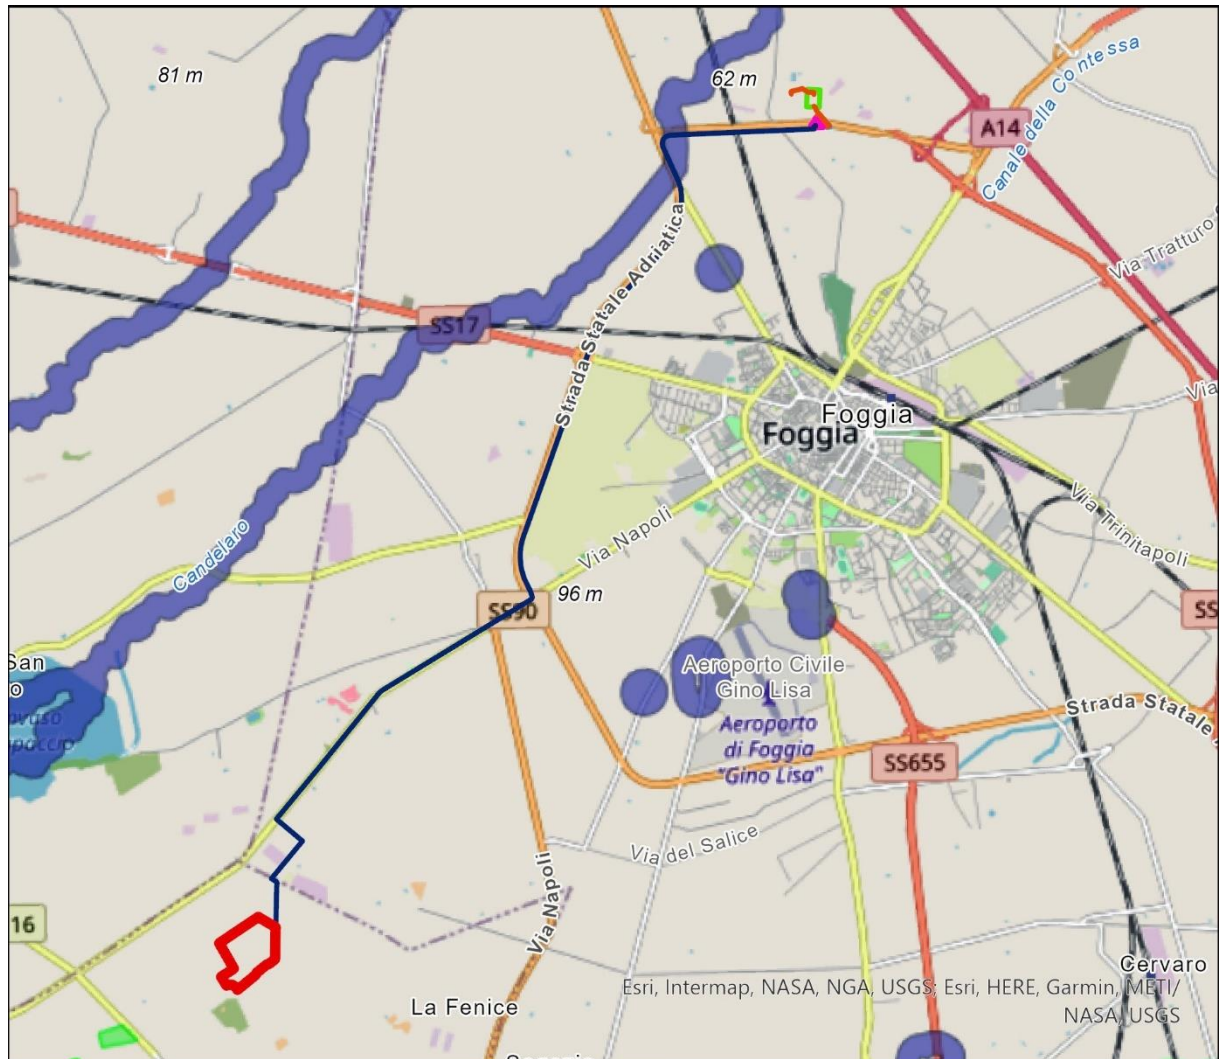 81 m
62 m
A14
Canale della Contessa
Via Tratturo
Strada Statale Adriatica
SS17
Via
Foggia
Foggia
Via Trinitapoli
Via Napoli
Candelaro
96 m
SS90
SS
San
o
Aeroporto Civile
Gino Lisa
Aeroporto
di Foggia
"Gino Lisa"
Strada Statale
SS655
Via del Salice
Via Napoli
16
Cervaro
La Fenice
Esri, Intermap, NASA, NGA, USGS; Esri, HERE, Garmin, METI/
NASA, USGS